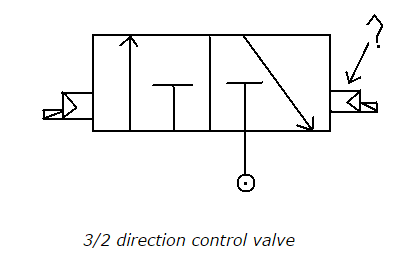 ?
3/2 direction control valve